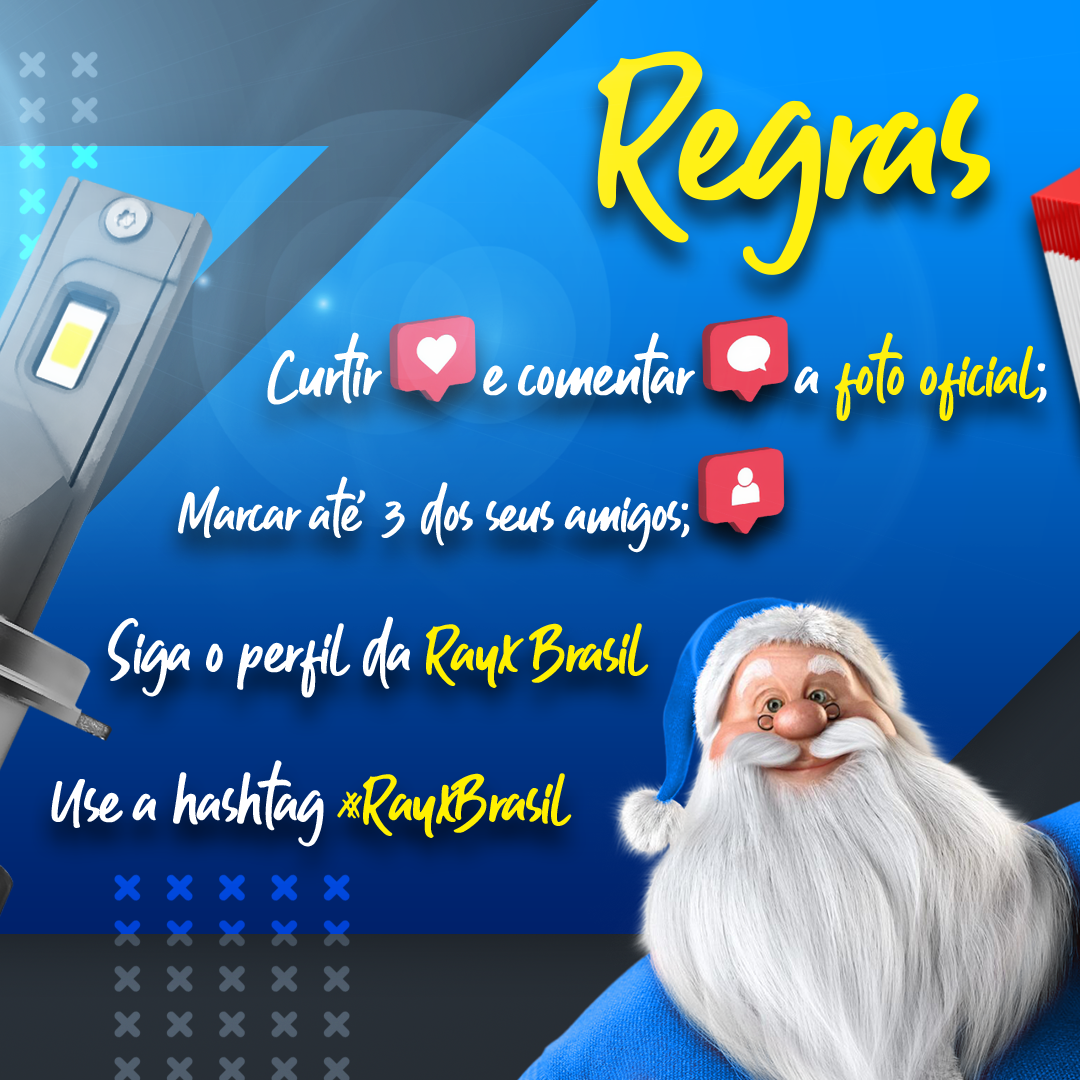 Regras
Curtir e comentar a foto oficial;
Marcar até 3 dos seus amigos;
Siga o perfil da RayX Brasil
Use a hashtag #RayXBrasil